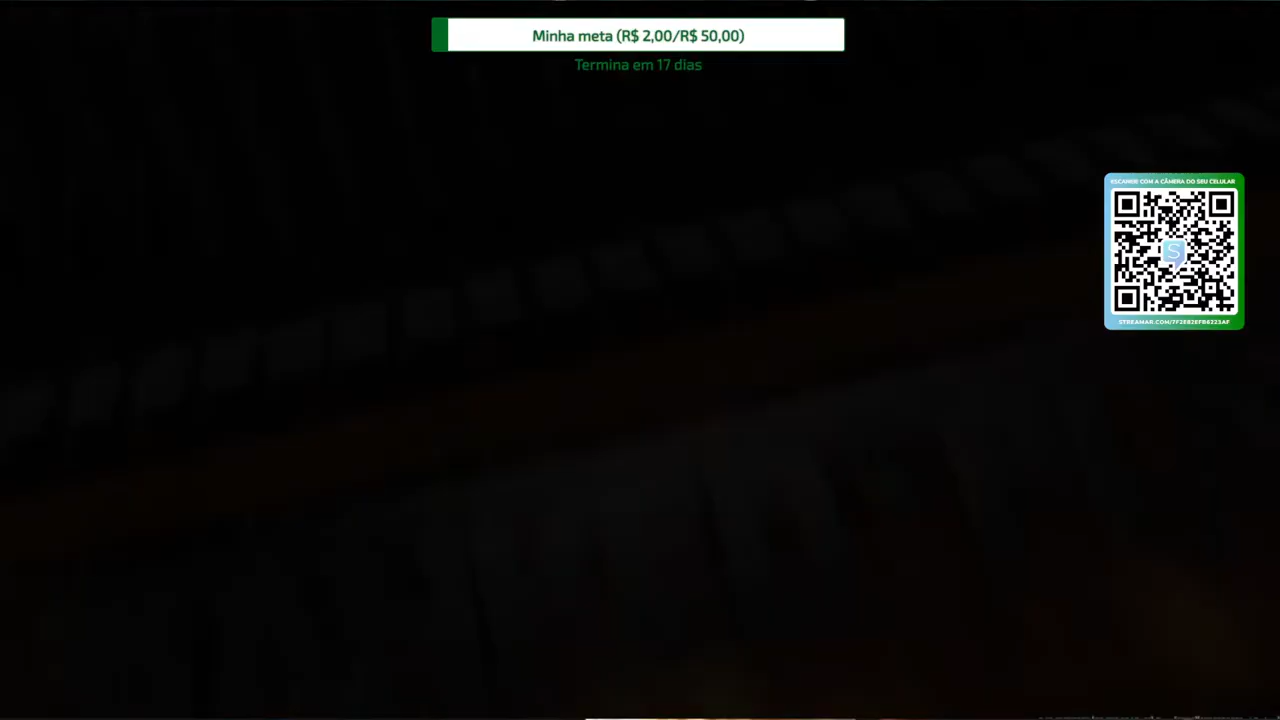 Minha meta (R$ 2,00/R$ 50,00)
Termina em 17 dias
ESCANEIE COM A CÂMERA DO SEU CELULAR
S